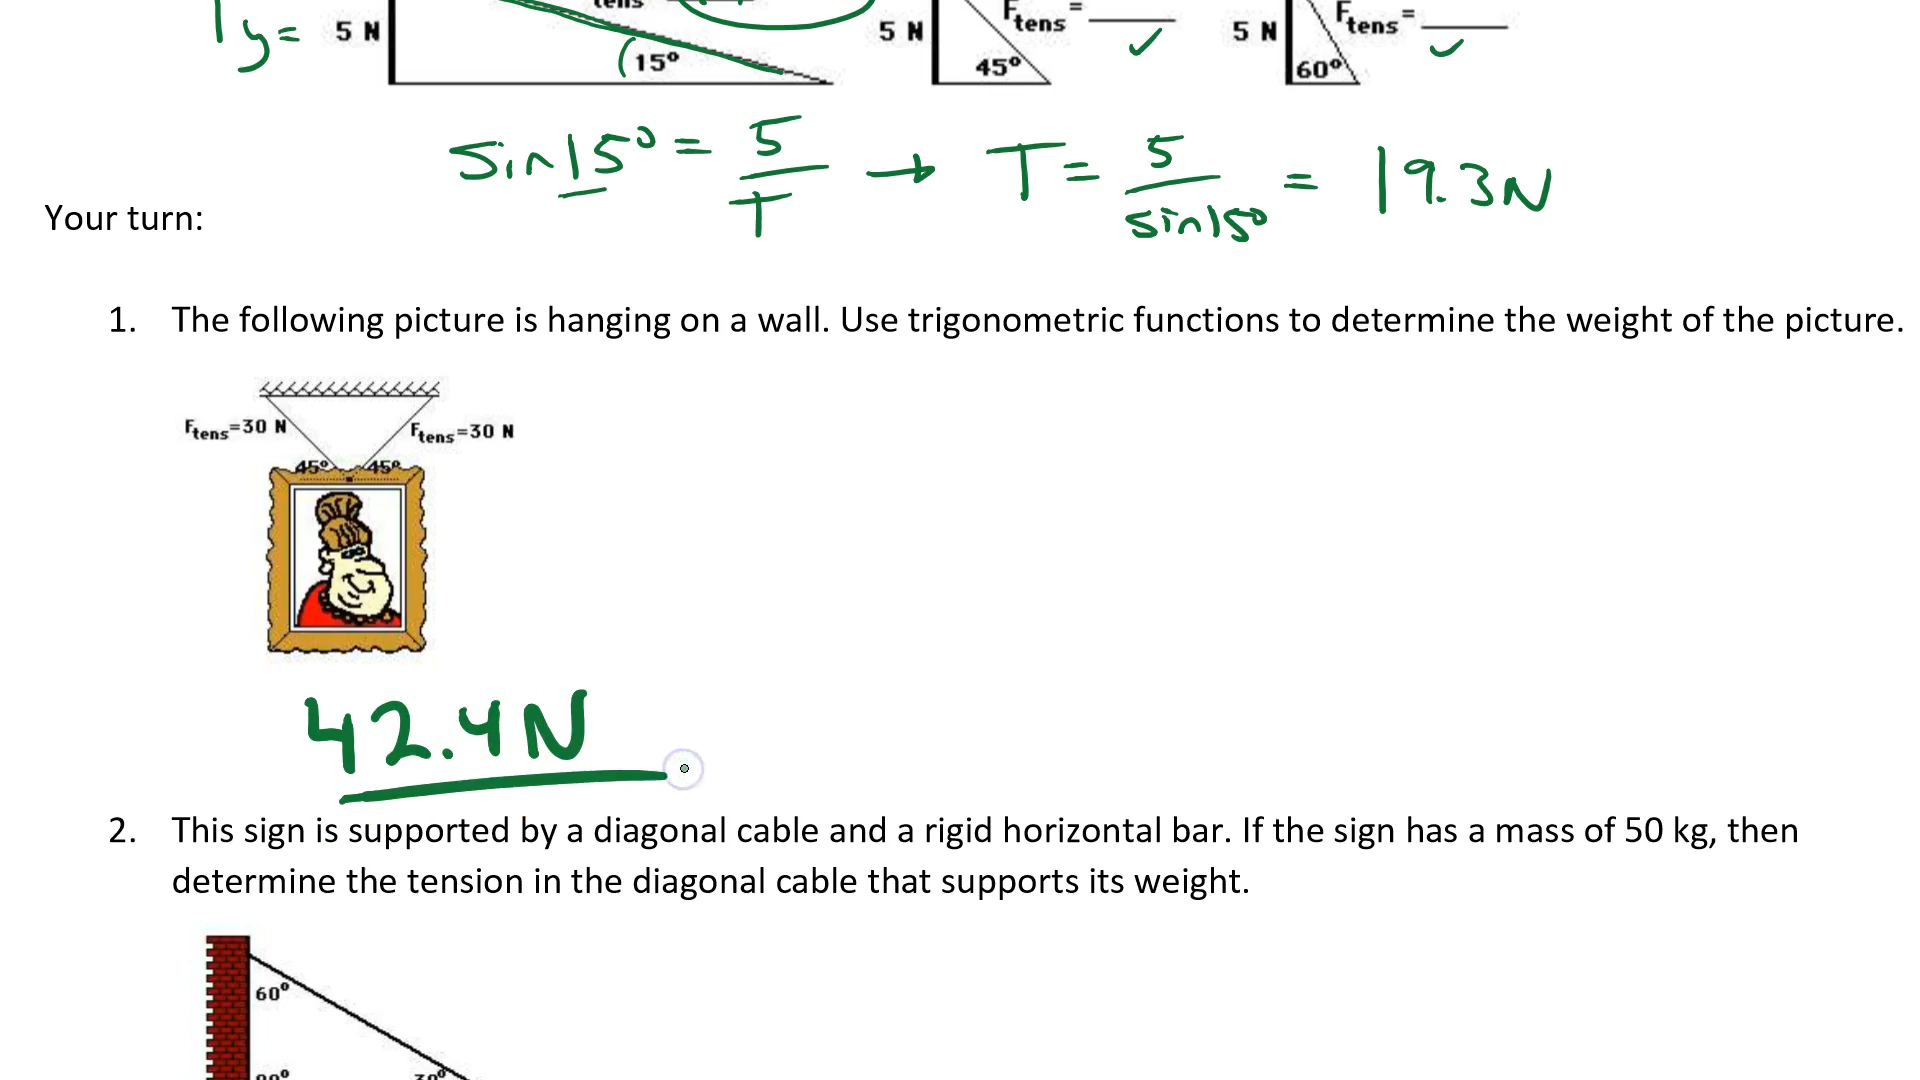 Ftens= Ftens=
Ty= 5 N 5 N 5 N
15° 45° 60°
sin15° = 5/T → T = 5/sin15° = 19.3N
Your turn:
1. The following picture is hanging on a wall. Use trigonometric functions to determine the weight of the picture.
Ftens=30 N Ftens=30 N
45° 45°
42.4N
2. This sign is supported by a diagonal cable and a rigid horizontal bar. If the sign has a mass of 50 kg, then
determine the tension in the diagonal cable that supports its weight.
60°